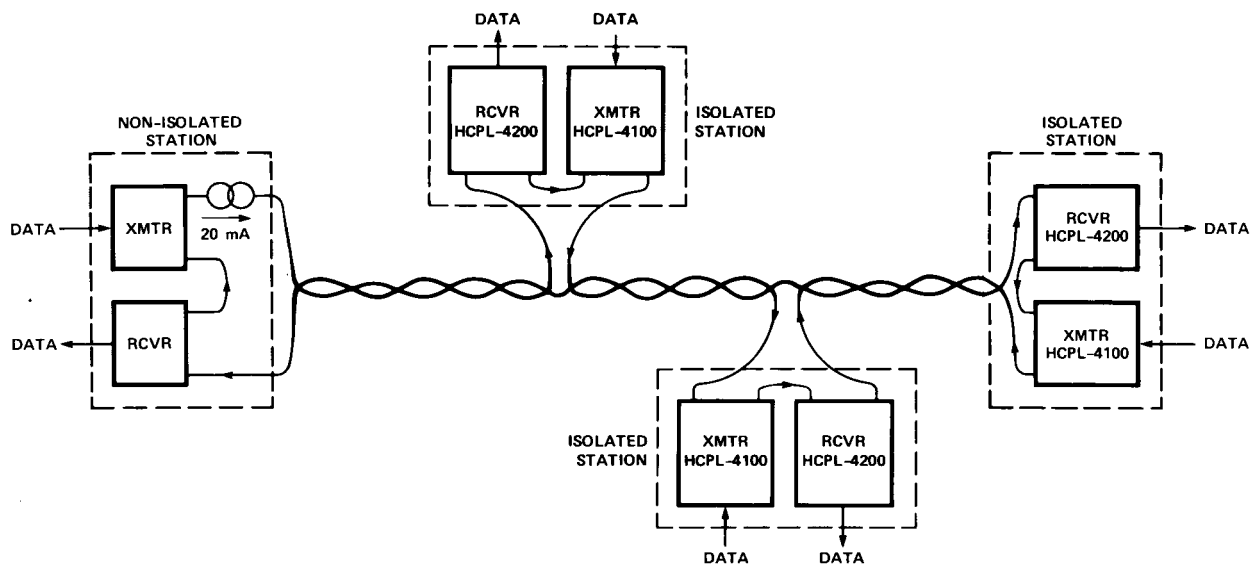 NON-ISOLATED
STATION
DATA
XMTR
20 mA
DATA
RCVR
DATA
DATA
RCVR
HCPL-4200
XMTR
HCPL-4100
ISOLATED
STATION
ISOLATED
STATION
XMTR
HCPL-4100
RCVR
HCPL-4200
DATA
DATA
ISOLATED
STATION
RCVR
HCPL-4200
DATA
XMTR
HCPL-4100
DATA